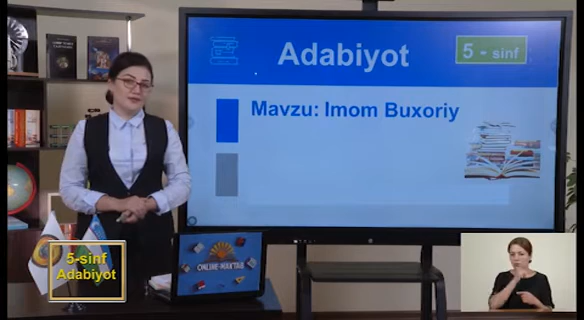 Adabiyot
5 - sinf
Mavzu: Imom Buxoriy
5-sinf
Adabiyot
ONLINE-MAKTAB